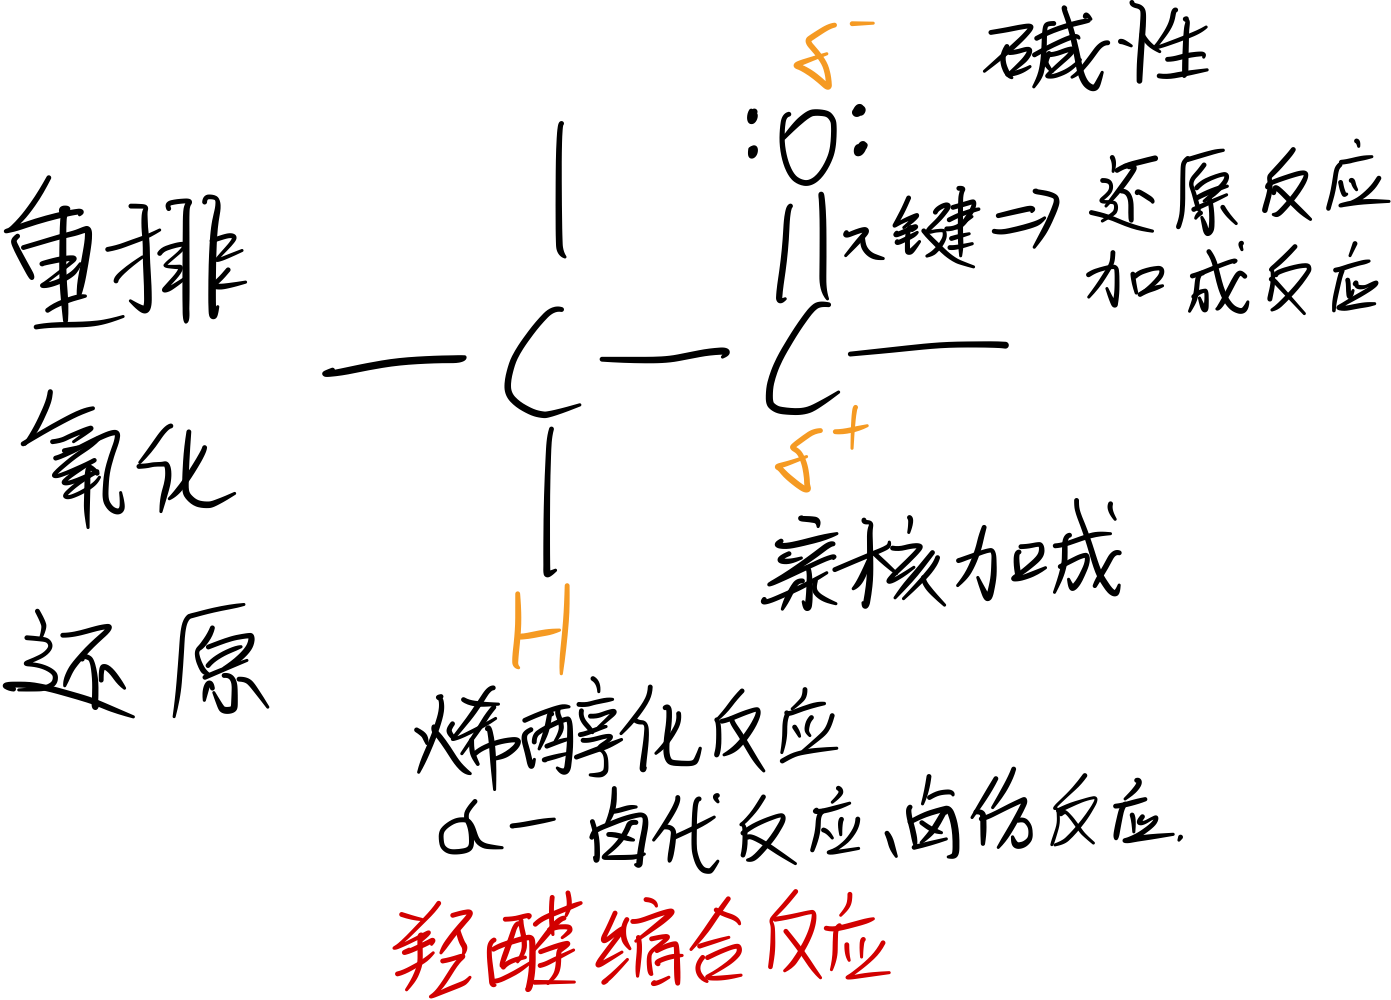 δ⁻
碱性
:O:
π键⇒还原反应
加成反应
重排
C C
δ⁺
氧化
亲核加成
H
还原
烯醇化反应
α-卤代反应、卤仿反应.
羟醛缩合反应